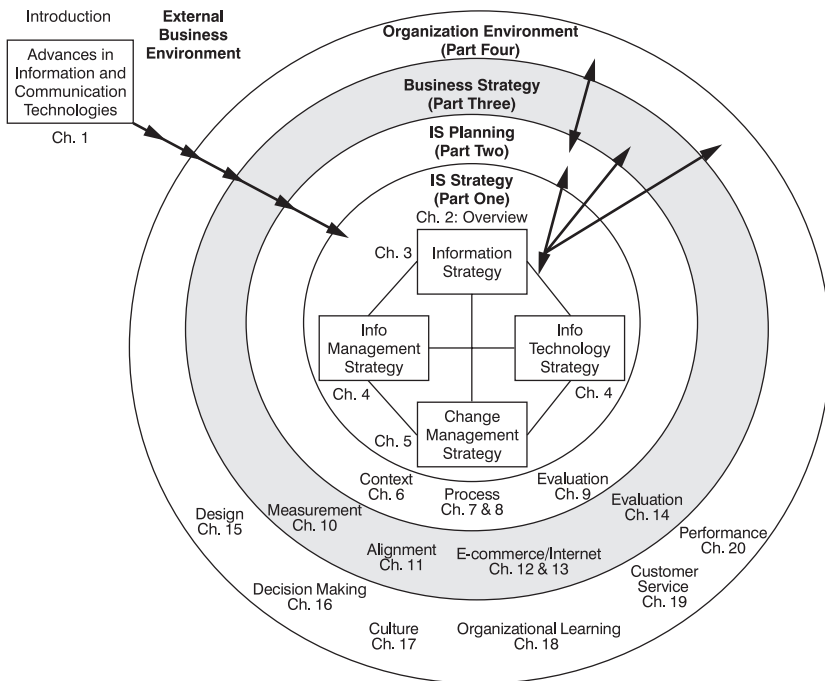 Introduction
External
Business
Environment
Advances in
Information and
Communication
Technologies
Ch. 1
Organization Environment
(Part Four)
Business Strategy
(Part Three)
IS Planning
(Part Two)
IS Strategy
(Part One)
Ch. 2: Overview
Ch. 3
Information
Strategy
Info
Management
Strategy
Ch. 4
Info
Technology
Strategy
Ch. 4
Ch. 5
Change
Management
Strategy
Context
Ch. 6
Process
Ch. 7 & 8
Evaluation
Ch. 9
Measurement
Ch. 10
Alignment
Ch. 11
E-commerce/Internet
Ch. 12 & 13
Evaluation
Ch. 14
Design
Ch. 15
Decision Making
Ch. 16
Culture
Ch. 17
Organizational Learning
Ch. 18
Customer
Service
Ch. 19
Performance
Ch. 20